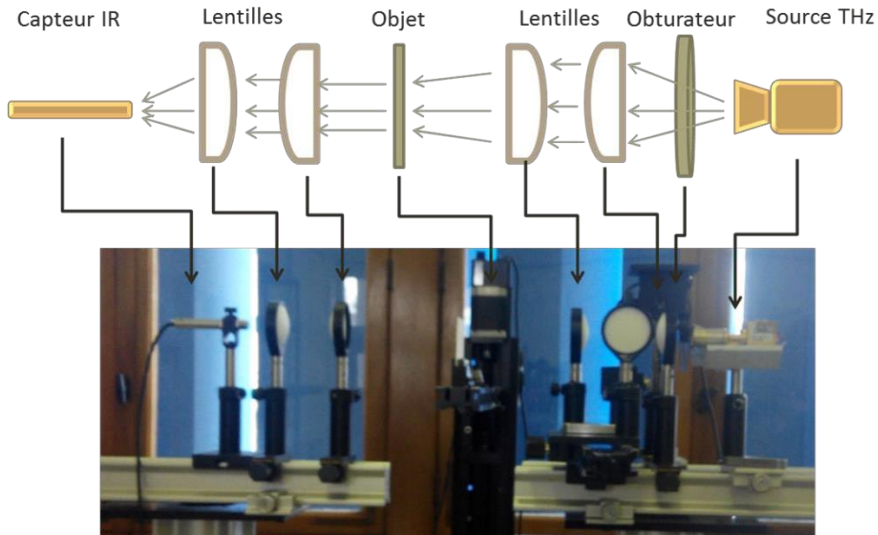 Capteur IR
Lentilles
Objet
Lentilles
Obturateur
Source THz